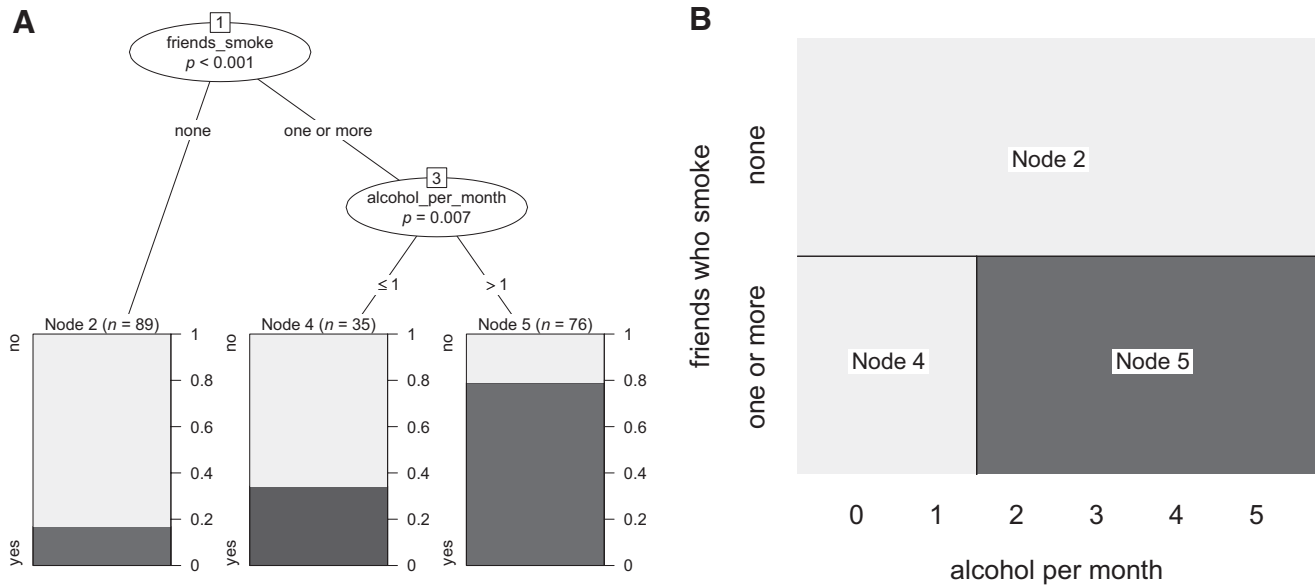 A
1
friends_smoke
p < 0.001
none
one or more
3
alcohol_per_month
p = 0.007
≤ 1
> 1
Node 2 (n = 89)
no
yes
1
0.8
0.6
0.4
0.2
0
Node 4 (n = 35)
no
yes
1
0.8
0.6
0.4
0.2
0
Node 5 (n = 76)
no
yes
1
0.8
0.6
0.4
0.2
0
B
friends who smoke
none
one or more
Node 2
Node 4
Node 5
0 1 2 3 4 5
alcohol per month